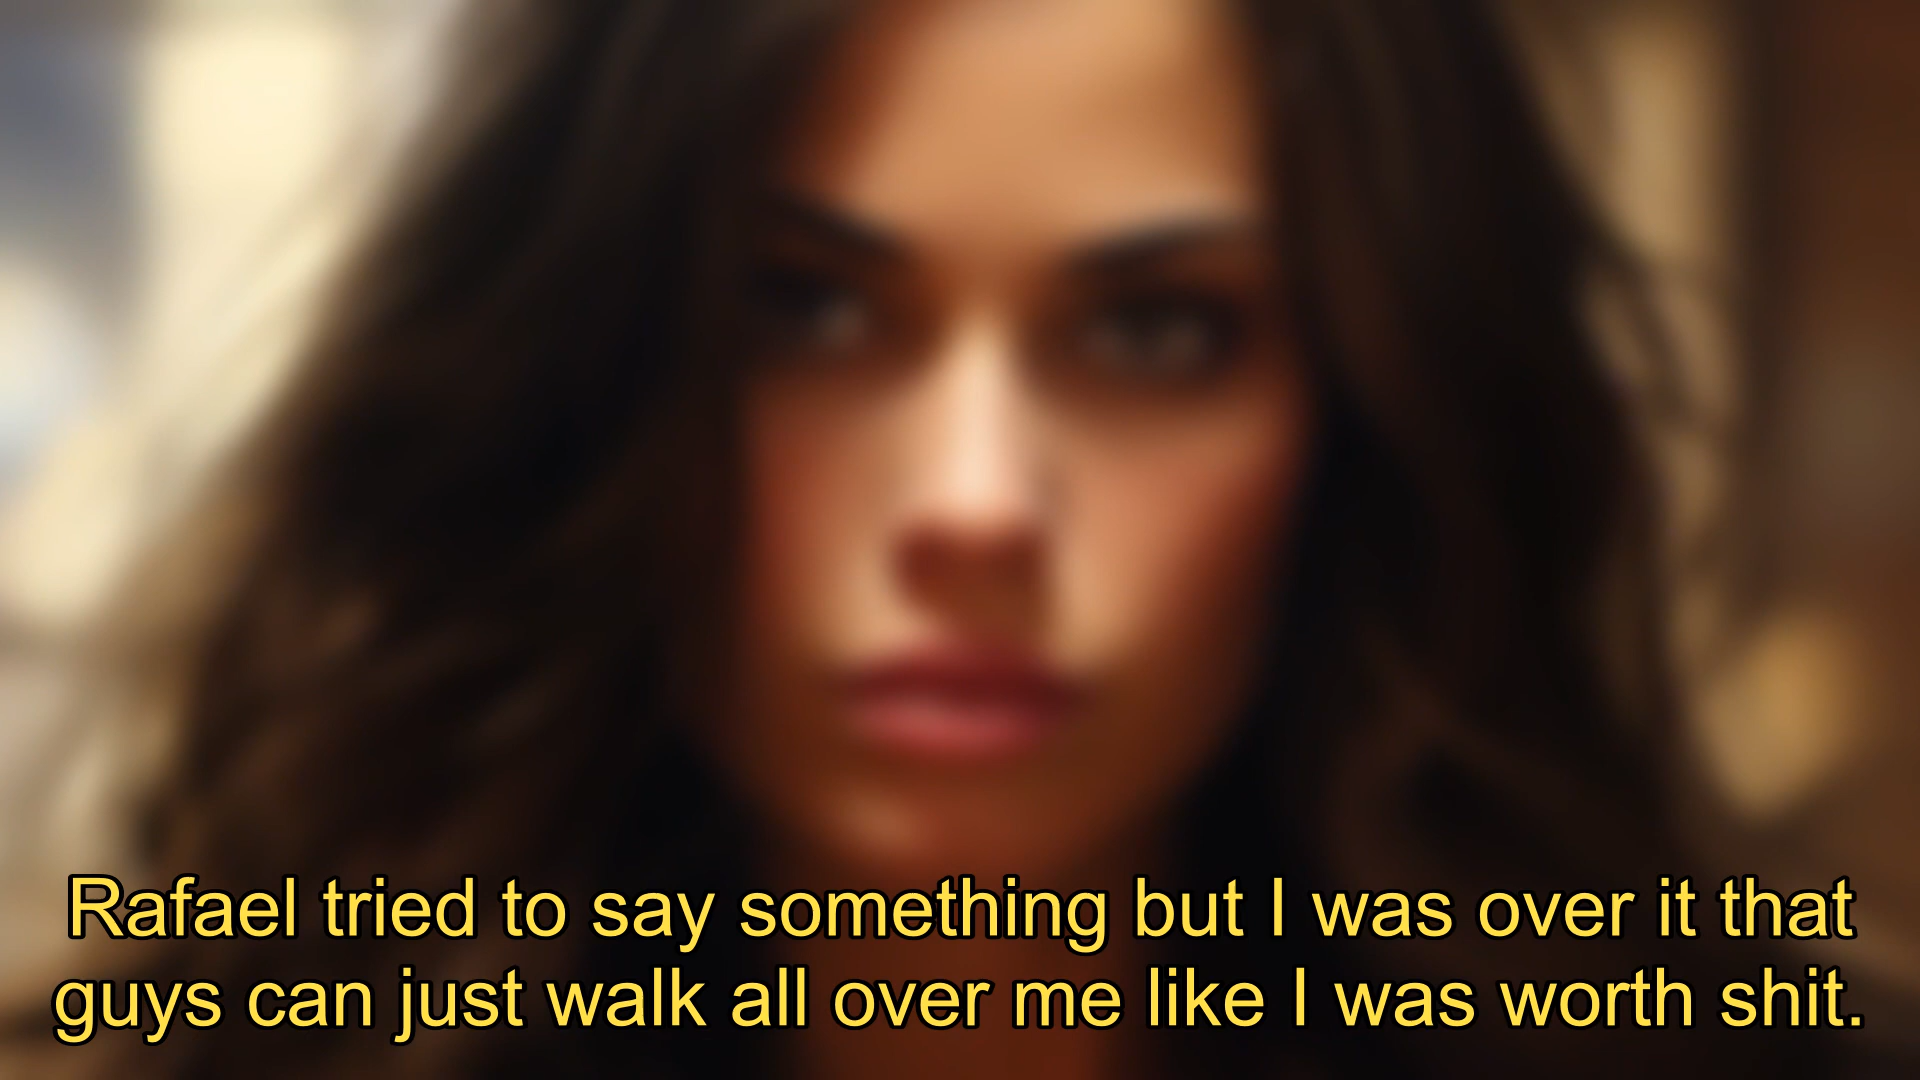 Rafael tried to say something but I was over it that
guys can just walk all over me like I was worth shit.